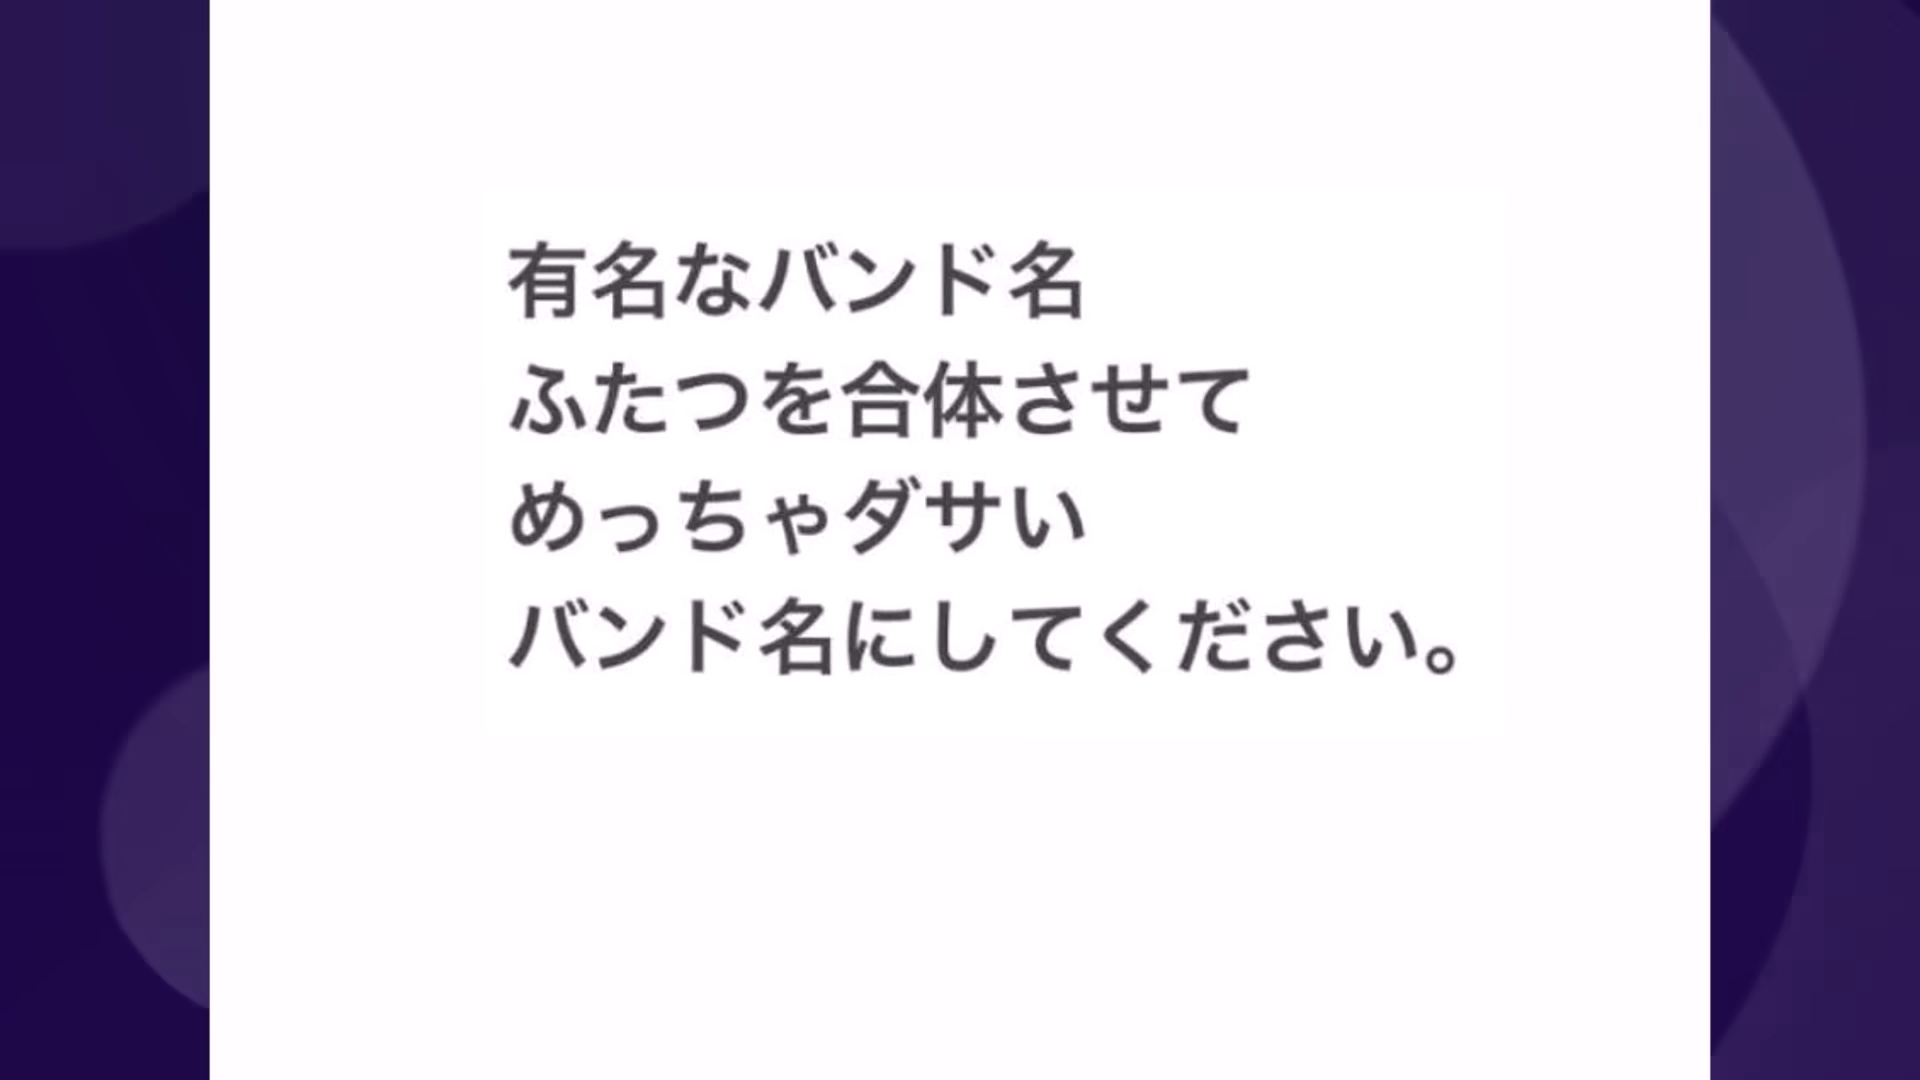 有名なバンド名
ふたつを合体させて
めっちゃダサい
バンド名にしてください。